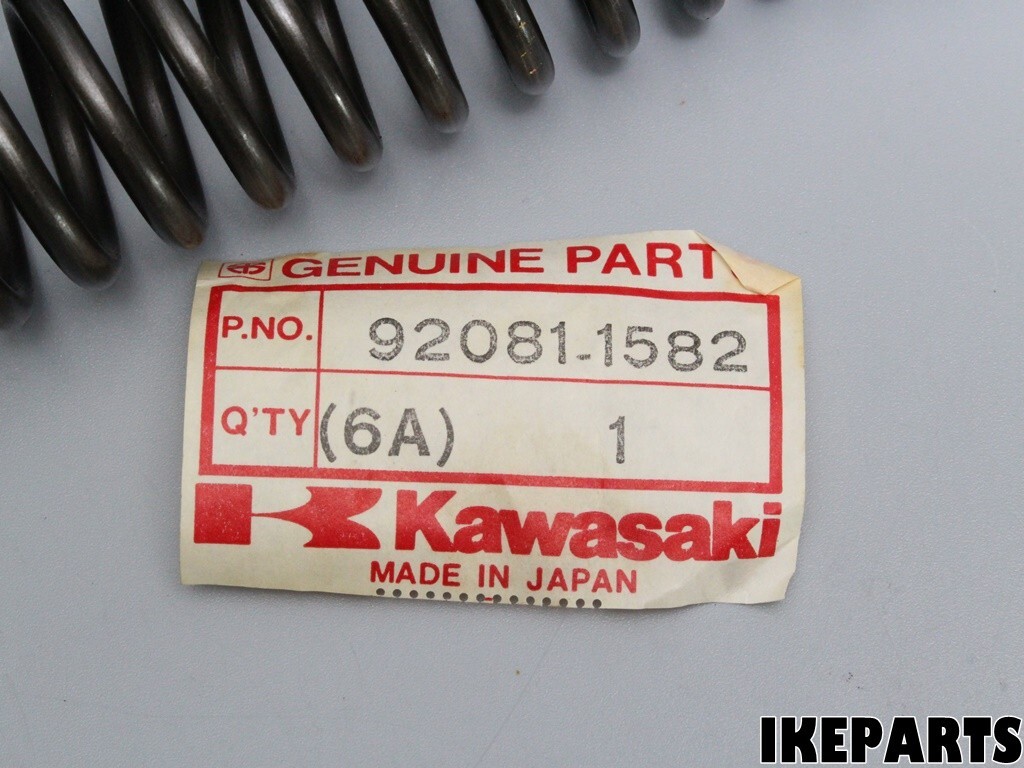 GENUINE PART
P.NO. 92081-1582
Q'TY (6A) 1
Kawasaki
MADE IN JAPAN
IKEPARTS